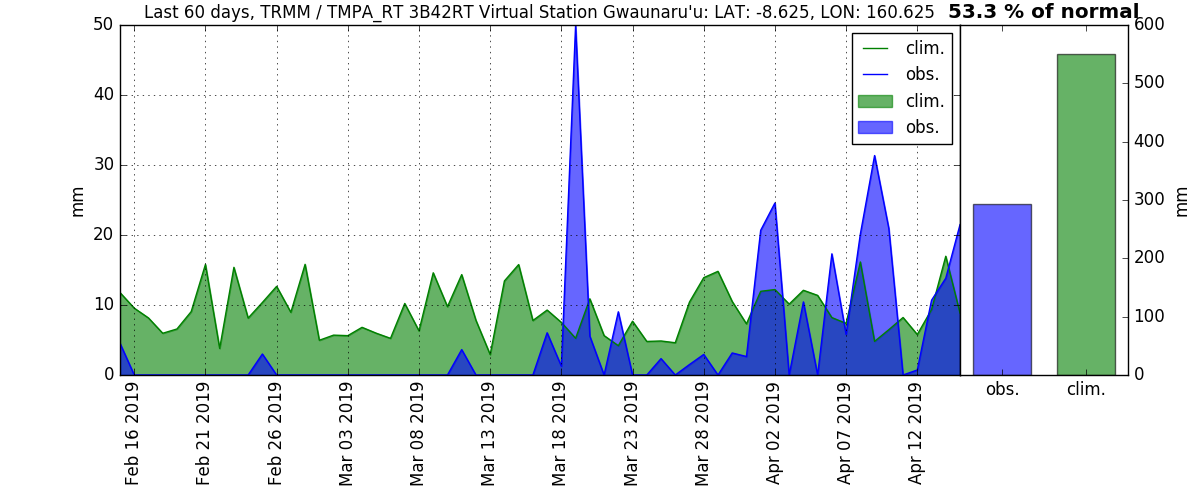 Last 60 days, TRMM / TMPA_RT 3B42RT Virtual Station Gwaunaru'u: LAT: -8.625, LON: 160.625 53.3 % of normal
50
40
30
20
10
0
mm
clim.
obs.
clim.
obs.
600
500
400
300
200
100
0
mm
obs. clim.
Feb 16 2019
Feb 21 2019
Feb 26 2019
Mar 03 2019
Mar 08 2019
Mar 13 2019
Mar 18 2019
Mar 23 2019
Mar 28 2019
Apr 02 2019
Apr 07 2019
Apr 12 2019